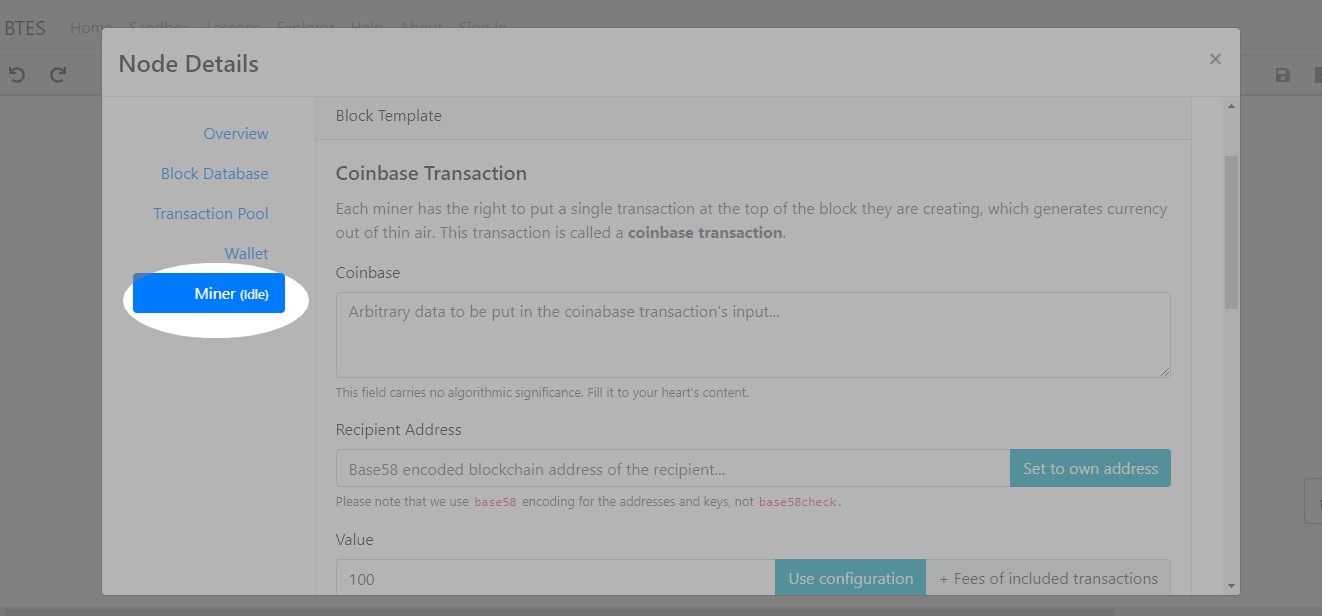 BTES Home Sandbox Lessons Explorer Help About Sign In
Node Details
×
Overview
Block Database
Transaction Pool
Wallet
Miner (Idle)
Block Template
Coinbase Transaction
Each miner has the right to put a single transaction at the top of the block they are creating, which generates currency
out of thin air. This transaction is called a coinbase transaction.
Coinbase
Arbitrary data to be put in the coinabase transaction's input...
This field carries no algorithmic significance. Fill it to your heart's content.
Recipient Address
Base58 encoded blockchain address of the recipient... Set to own address
Please note that we use base58 encoding for the addresses and keys, not base58check.
Value
100 Use configuration + Fees of included transactions